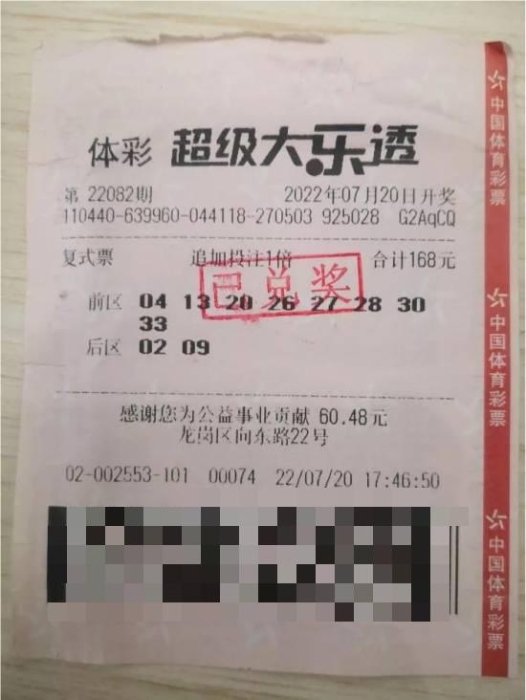 体彩 超级大乐透
第 22082期 2022年07月20日开奖
110440-639960-044118-270503 925028 G2AqCQ
复式票 追加投注1倍 合计168元
已兑奖
前区 04 13 20 26 27 28 30
33
后区 02 09
感谢您为公益事业贡献 60.48元
龙岗区向东路22号
02-002553-101 00074 22/07/20 17:46:50
中国体育彩票
中国体育彩票
中国体育彩票